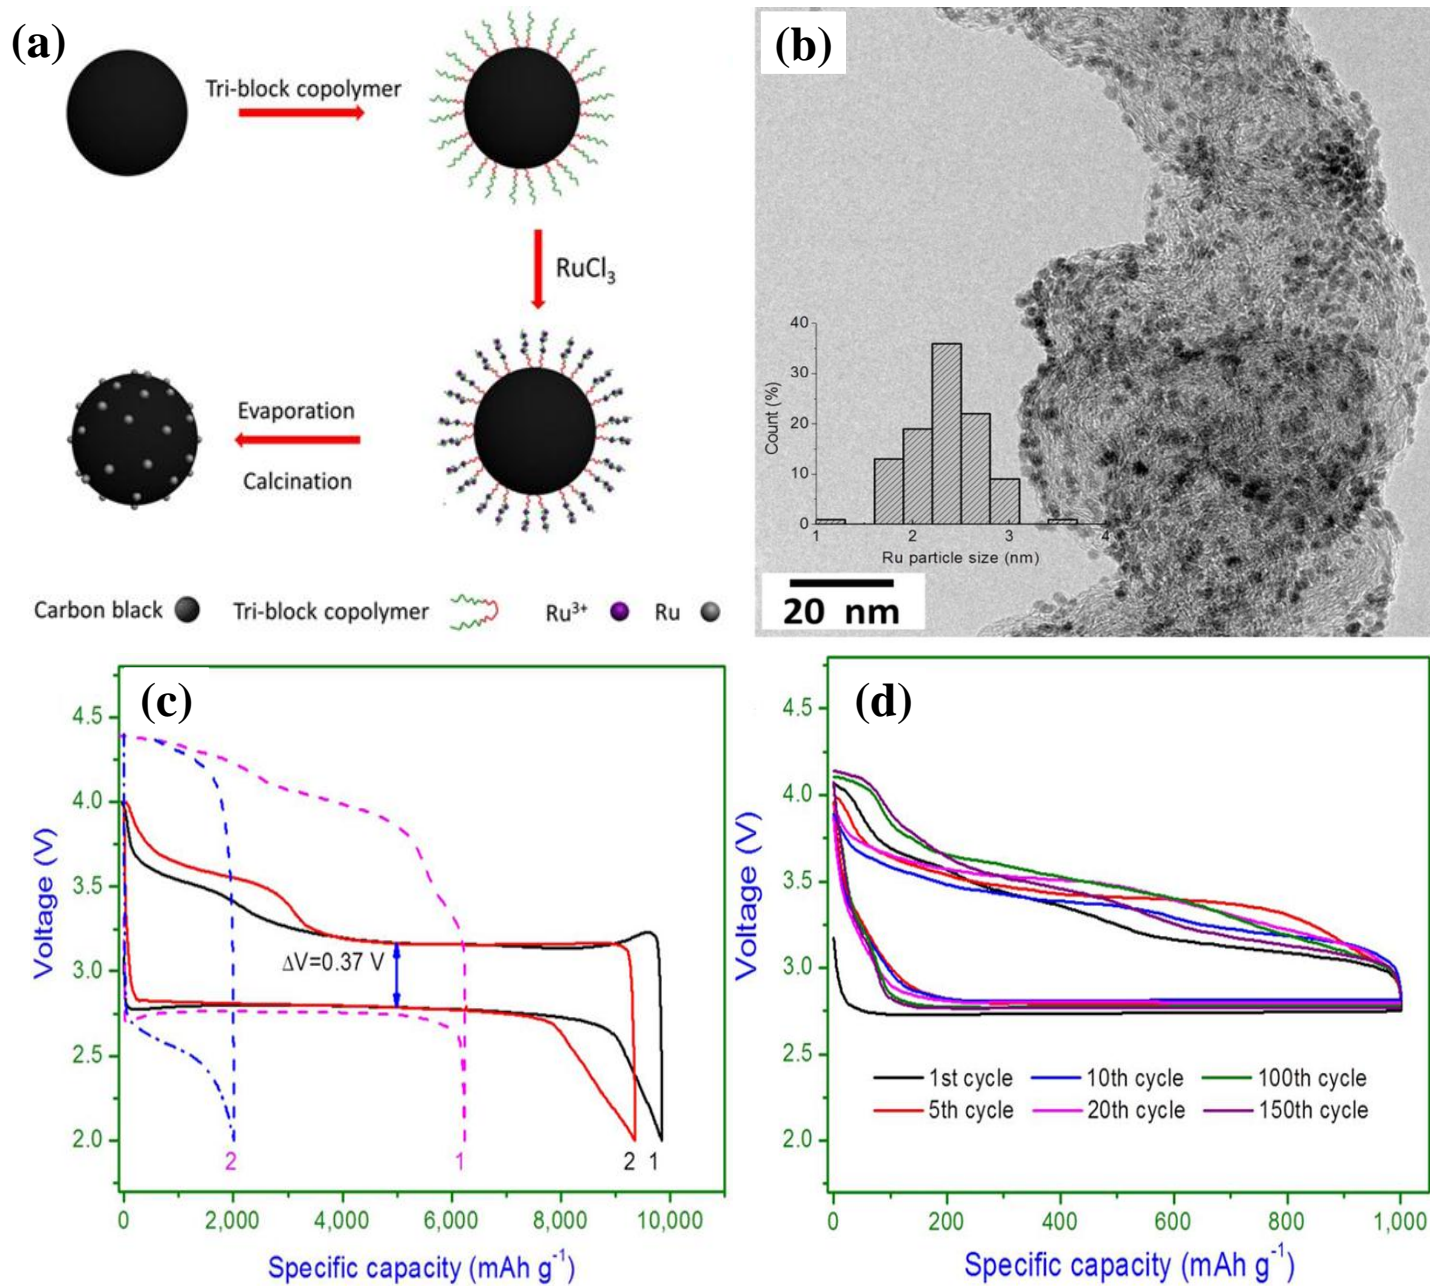 (a)
Tri-block copolymer
RuCl3
Evaporation
Calcination
Carbon black
Tri-block copolymer
Ru3+
Ru
(b)
40
30
20
10
0
Count (%)
1 2 3 4
Ru particle size (nm)
20 nm
(c)
4.5
4.0
3.5
3.0
2.5
2.0
Voltage (V)
ΔV=0.37 V
2 1 2 1
0 2,000 4,000 6,000 8,000 10,000
Specific capacity (mAh g-1)
(d)
4.5
4.0
3.5
3.0
2.5
2.0
Voltage (V)
1st cycle 10th cycle 100th cycle
5th cycle 20th cycle 150th cycle
0 200 400 600 800 1,000
Specific capacity (mAh g-1)